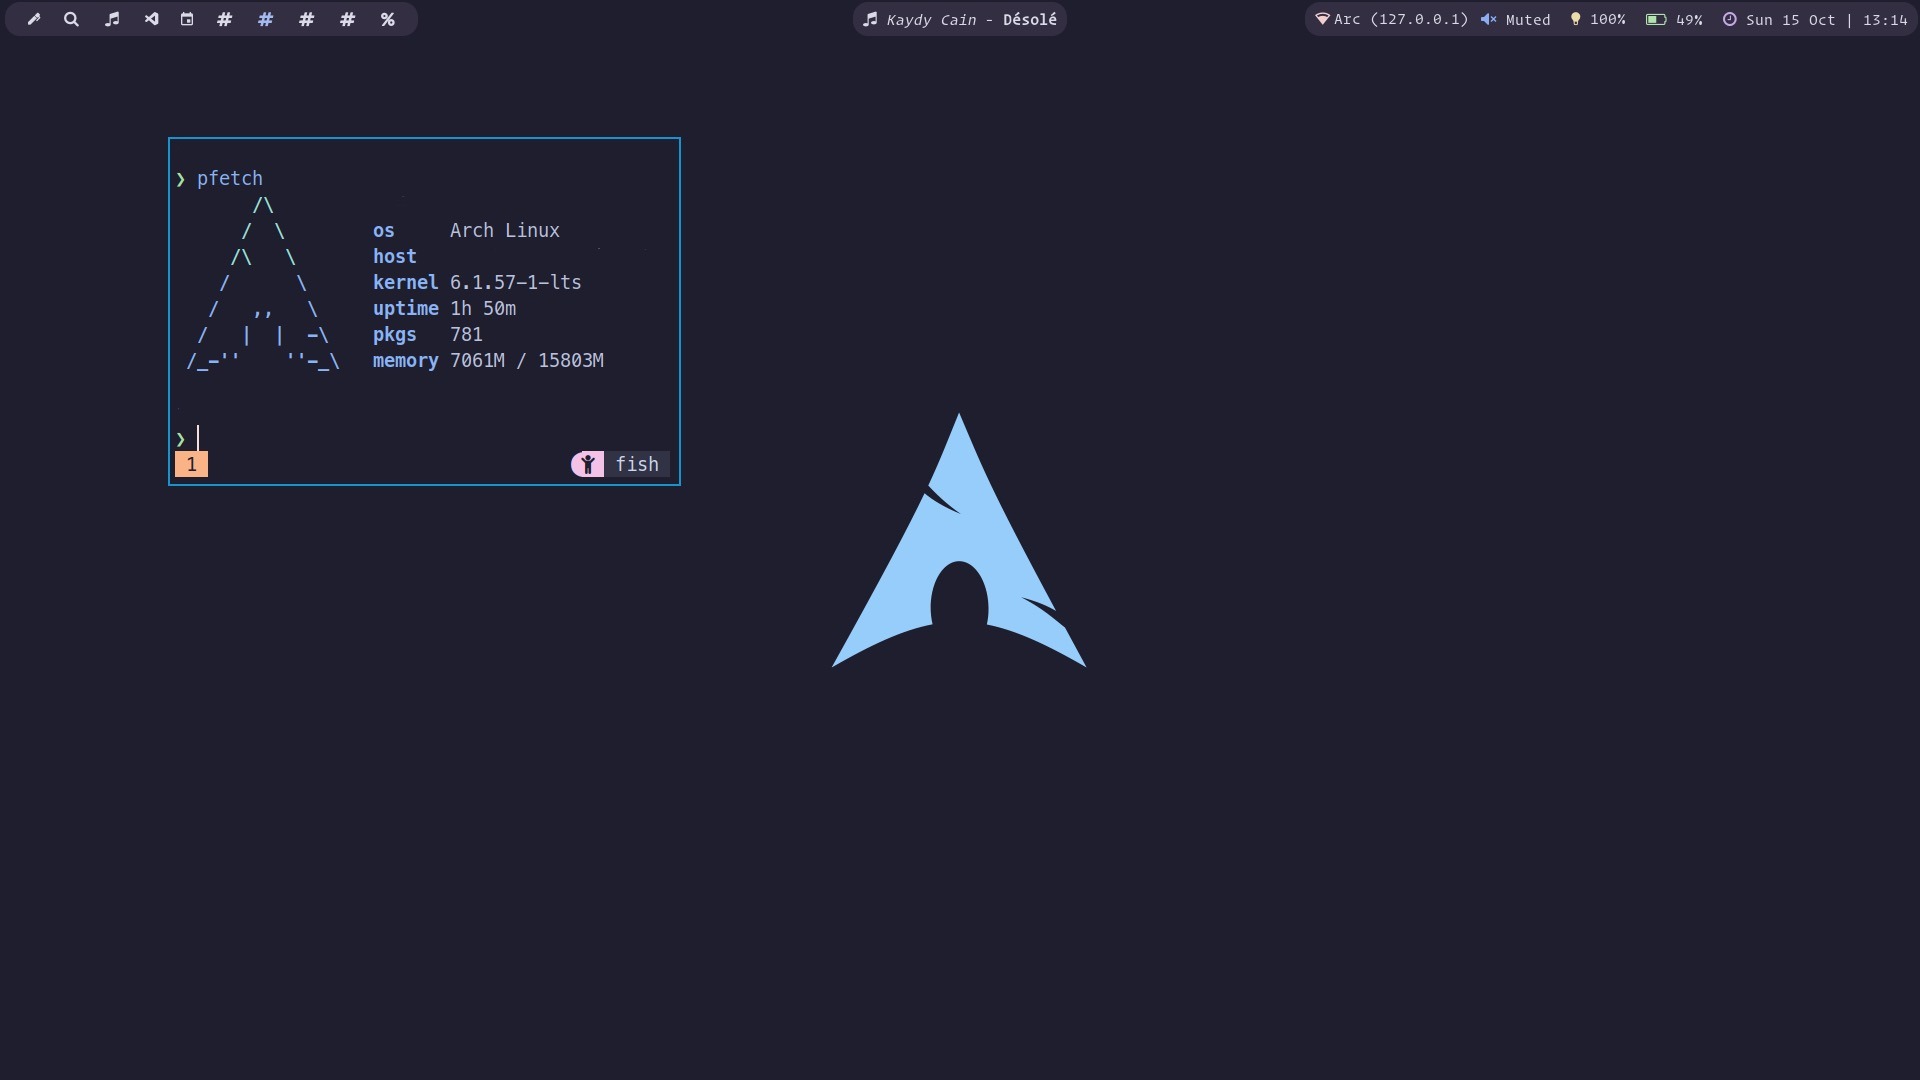 # # # # %
Kaydy Cain - Désolé
Arc (127.0.0.1) Muted 100% 49% Sun 15 Oct | 13:14
❯ pfetch
os Arch Linux
host
kernel 6.1.57-1-lts
uptime 1h 50m
pkgs 781
memory 7061M / 15803M
❯
1 fish